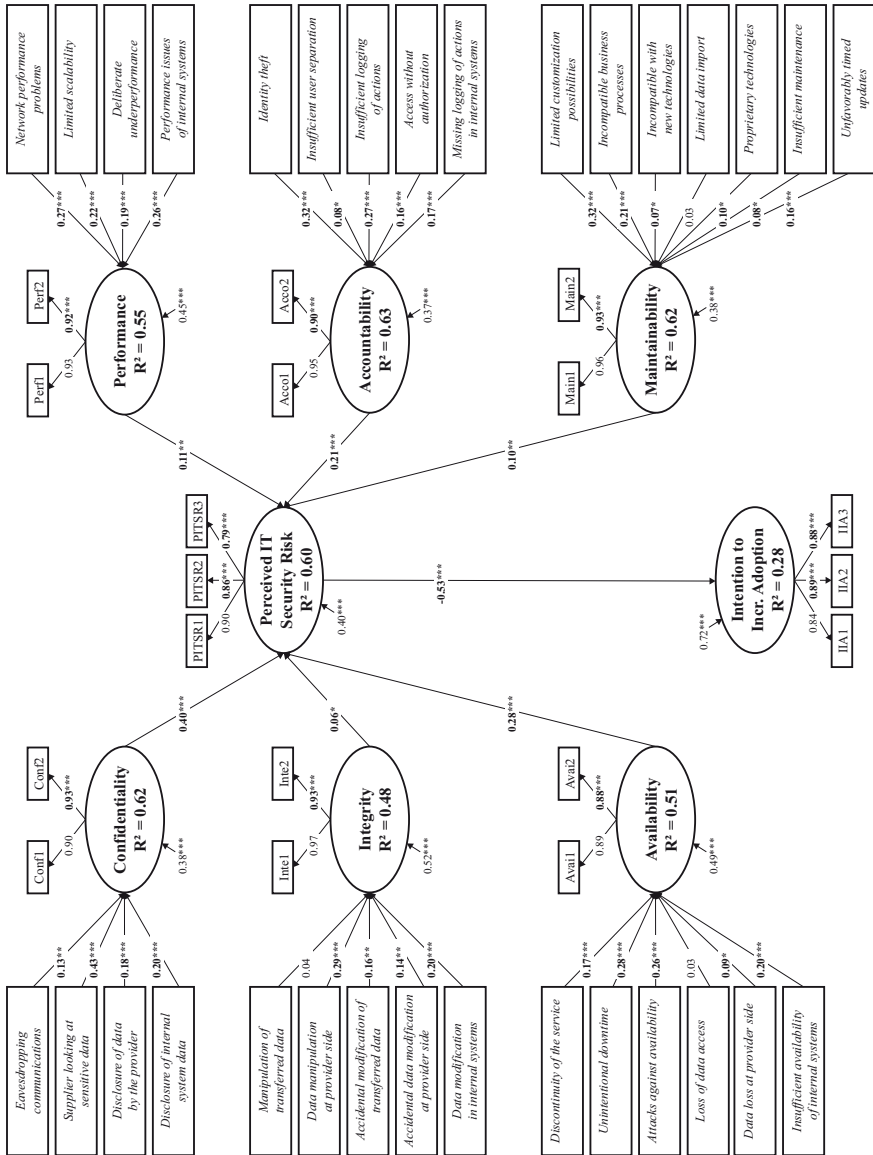 Eavesdropping
communications
Supplier looking at
sensitive data
Disclosure of data
by the provider
Disclosure of internal
system data
0.13**
0.43***
0.18***
0.20***
Conf1
Conf2
0.90
0.93***
Confidentiality
R² = 0.62
0.38***
0.40***
Manipulation of
transferred data
Data manipulation
at provider side
Accidental modification of
transferred data
Accidental data modification
at provider side
Data modification
in internal systems
0.04
0.29***
0.16**
0.14**
0.20***
Inte1
Inte2
0.97
0.93***
Integrity
R² = 0.48
0.52***
0.06*
Discontinuity of the service
Unintentional downtime
Attacks against availability
Loss of data access
Data loss at provider side
Insufficient availability
of internal systems
0.17***
0.28***
0.26***
0.03
0.09*
0.20***
Avai1
Avai2
0.89
0.88***
Availability
R² = 0.51
0.49***
0.28***
PITSR1
PITSR2
PITSR3
0.90
0.86***
0.79***
Perceived IT
Security Risk
R² = 0.60
0.40***
-0.53***
0.72***
Intention to
Incr. Adoption
R² = 0.28
0.84
0.89***
0.88***
IIA1
IIA2
IIA3
Perf1
Perf2
0.93
0.92***
Performance
R² = 0.55
0.45***
0.11**
0.27***
0.22***
0.19***
0.26***
Network performance
problems
Limited scalability
Deliberate
underperformance
Performance issues
of internal systems
Acco1
Acco2
0.95
0.90***
Accountability
R² = 0.63
0.37***
0.21***
0.32***
0.08*
0.27***
0.16***
0.17***
Identity theft
Insufficient user separation
Insufficient logging
of actions
Access without
authorization
Missing logging of actions
in internal systems
Main1
Main2
0.96
0.93***
Maintainability
R² = 0.62
0.38***
0.10**
0.32***
0.21***
0.07*
0.03
0.10*
0.08*
0.16***
Limited customization
possibilities
Incompatible business
processes
Incompatible with
new technologies
Limited data import
Proprietary technologies
Insufficient maintenance
Unfavorably timed
updates